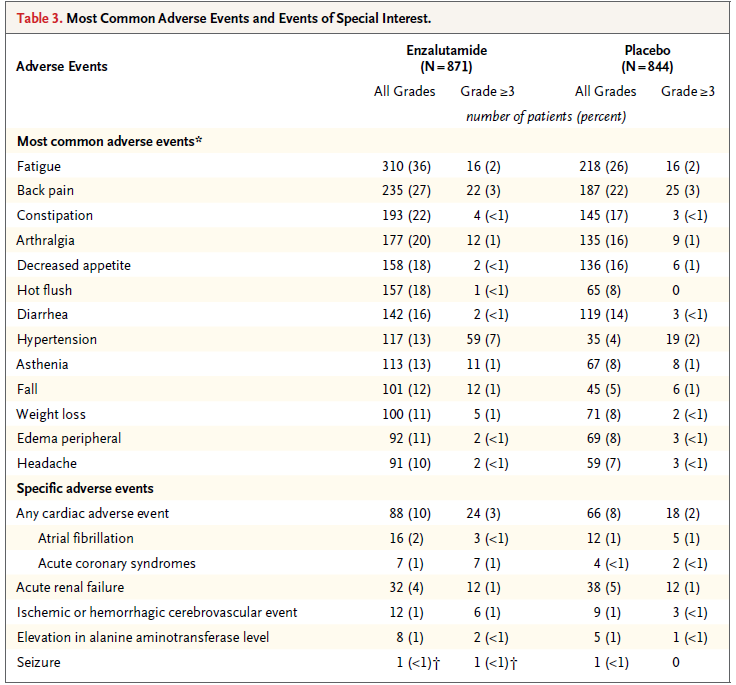 Table 3. Most Common Adverse Events and Events of Special Interest.
Adverse Events Enzalutamide (N=871) Placebo (N=844)
All Grades Grade ≥3 All Grades Grade ≥3
number of patients (percent)
Most common adverse events*
Fatigue 310 (36) 16 (2) 218 (26) 16 (2)
Back pain 235 (27) 22 (3) 187 (22) 25 (3)
Constipation 193 (22) 4 (<1) 145 (17) 3 (<1)
Arthralgia 177 (20) 12 (1) 135 (16) 9 (1)
Decreased appetite 158 (18) 2 (<1) 136 (16) 6 (1)
Hot flush 157 (18) 1 (<1) 65 (8) 0
Diarrhea 142 (16) 2 (<1) 119 (14) 3 (<1)
Hypertension 117 (13) 59 (7) 35 (4) 19 (2)
Asthenia 113 (13) 11 (1) 67 (8) 8 (1)
Fall 101 (12) 12 (1) 45 (5) 6 (1)
Weight loss 100 (11) 5 (1) 71 (8) 2 (<1)
Edema peripheral 92 (11) 2 (<1) 69 (8) 3 (<1)
Headache 91 (10) 2 (<1) 59 (7) 3 (<1)
Specific adverse events
Any cardiac adverse event 88 (10) 24 (3) 66 (8) 18 (2)
Atrial fibrillation 16 (2) 3 (<1) 12 (1) 5 (1)
Acute coronary syndromes 7 (1) 7 (1) 4 (<1) 2 (<1)
Acute renal failure 32 (4) 12 (1) 38 (5) 12 (1)
Ischemic or hemorrhagic cerebrovascular event 12 (1) 6 (1) 9 (1) 3 (<1)
Elevation in alanine aminotransferase level 8 (1) 2 (<1) 5 (1) 1 (<1)
Seizure 1 (<1)† 1 (<1)† 1 (<1) 0